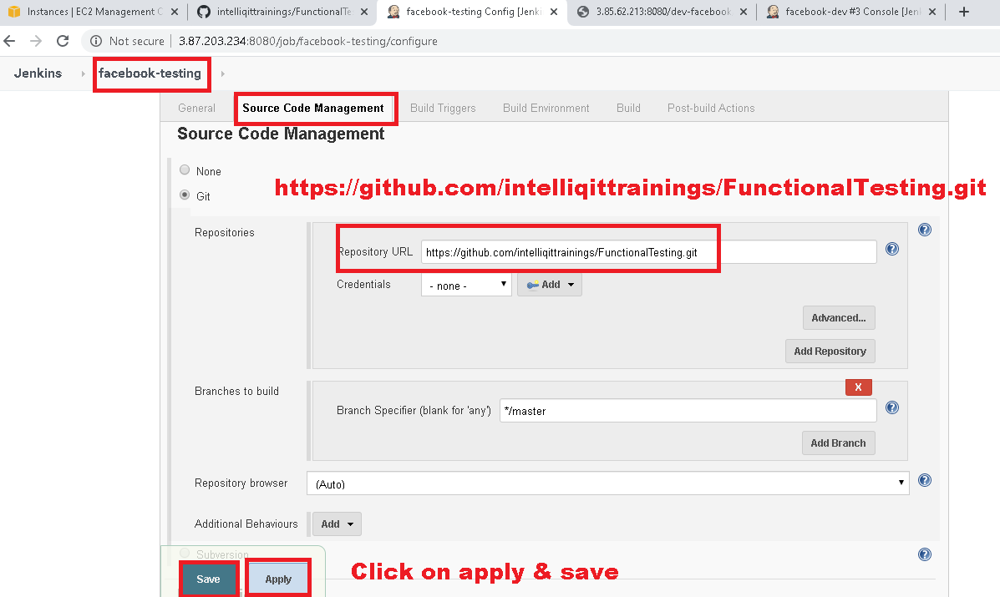 Instances | EC2 Management C
intelliqittrainings/FunctionalTe
facebook-testing Config [Jenki
3.85.62.213:8080/dev-facebook
facebook-dev #3 Console [Jenk
Not secure
3.87.203.234:8080/job/facebook-testing/configure
Jenkins
facebook-testing
General
Source Code Management
Build Triggers
Build Environment
Build
Post-build Actions
Source Code Management
None
https://github.com/intelliqittrainings/FunctionalTesting.git
Git
Repositories
Repository URL
https://github.com/intelliqittrainings/FunctionalTesting.git
Credentials
- none -
Add
Advanced...
Add Repository
Branches to build
X
Branch Specifier (blank for 'any')
*/master
Add Branch
Repository browser
(Auto)
Additional Behaviours
Add
Subversion
Save
Apply
Click on apply & save